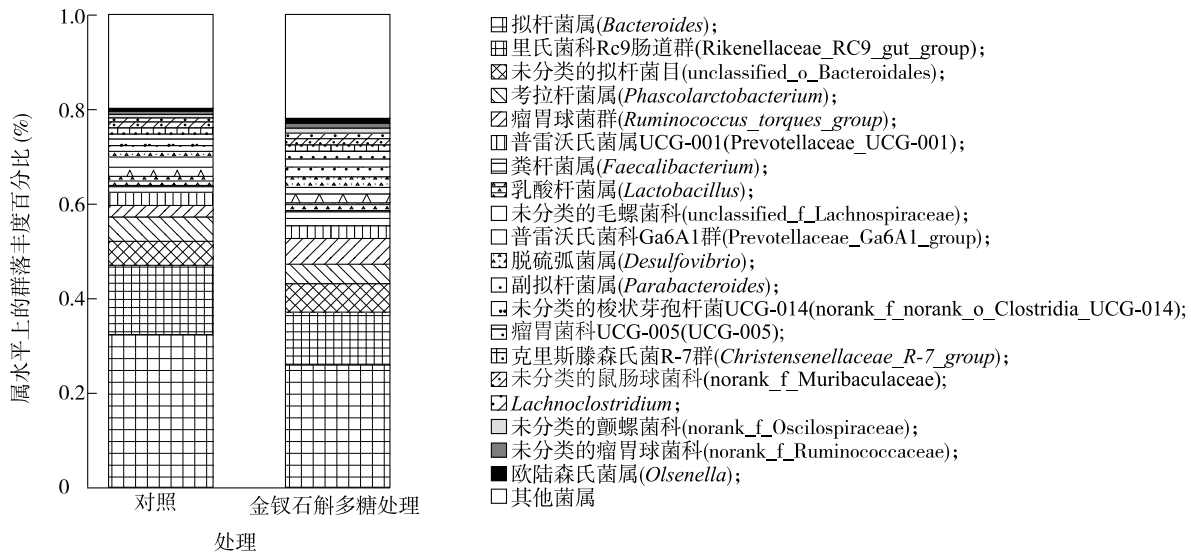 属水平上的群落丰度百分比 (%)
1.0
0.8
0.6
0.4
0.2
0
对照
金钗石斛多糖处理
处理
拟杆菌属(Bacteroides);
里氏菌科Rc9肠道群(Rikenellaceae_RC9_gut_group);
未分类的拟杆菌目(unclassified_o_Bacteroidales);
考拉杆菌属(Phascolarctobacterium);
瘤胃球菌群(Ruminococcus_torques_group);
普雷沃氏菌属UCG-001(Prevotellaceae_UCG-001);
粪杆菌属(Faecalibacterium);
乳酸杆菌属(Lactobacillus);
未分类的毛螺菌科(unclassified_f_Lachnospiraceae);
普雷沃氏菌科Ga6A1群(Prevotellaceae_Ga6A1_group);
脱硫弧菌属(Desulfovibrio);
副拟杆菌属(Parabacteroides);
未分类的梭状芽孢杆菌UCG-014(norank_f_norank_o_Clostridia_UCG-014);
瘤胃菌科UCG-005(UCG-005);
克里斯滕森氏菌R-7群(Christensenellaceae_R-7_group);
未分类的鼠肠球菌科(norank_f_Muribaculaceae);
Lachnoclostridium;
未分类的颤螺菌科(norank_f_Oscilospiraceae);
未分类的瘤胃球菌科(norank_f_Ruminococcaceae);
欧陆森氏菌属(Olsenella);
其他菌属